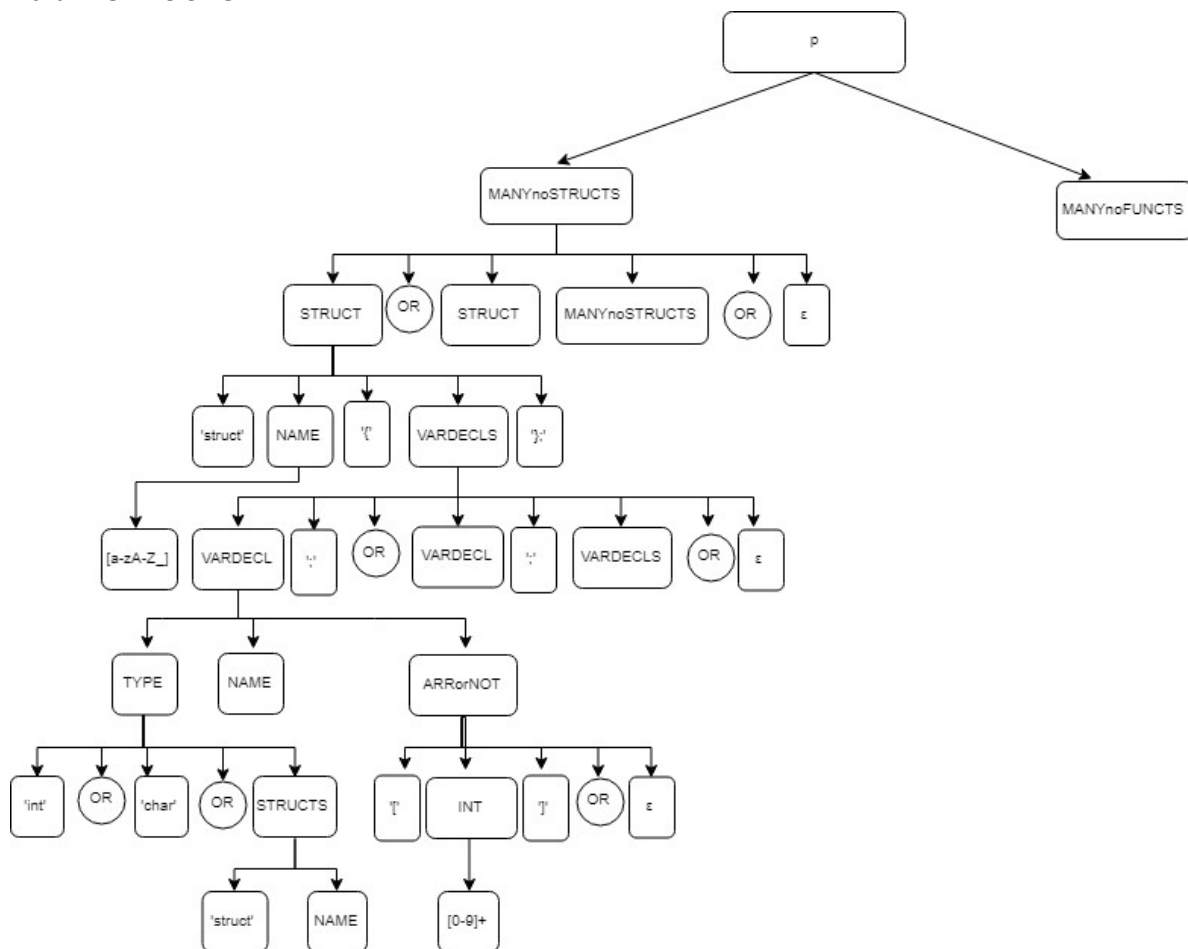 p
MANYnoSTRUCTS
MANYnoFUNCTS
STRUCT OR STRUCT MANYnoSTRUCTS OR ε
'struct' NAME '{' VARDECLS '};'
[a-zA-Z_] VARDECL ';' OR VARDECL ';' VARDECLS OR ε
TYPE NAME ARRorNOT
'int' OR 'char' OR STRUCTS '[' INT ']' OR ε
'struct' NAME [0-9]+